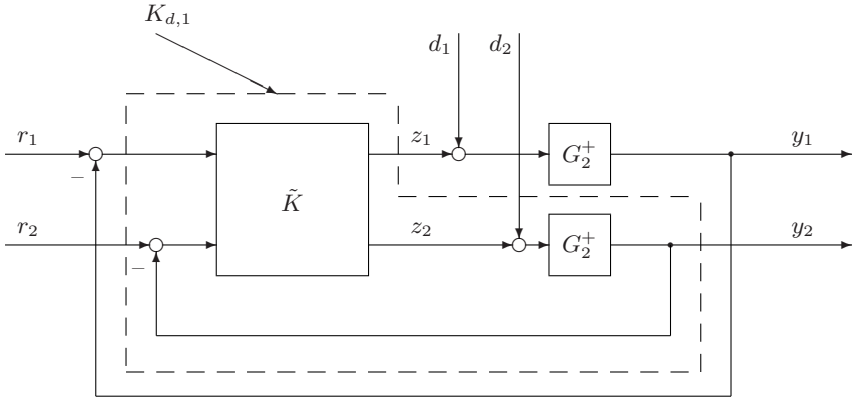 K_{d,1}
d_1 d_2
r_1 z_1 G_2^+ y_1
−
K̃
r_2 z_2 G_2^+ y_2
−